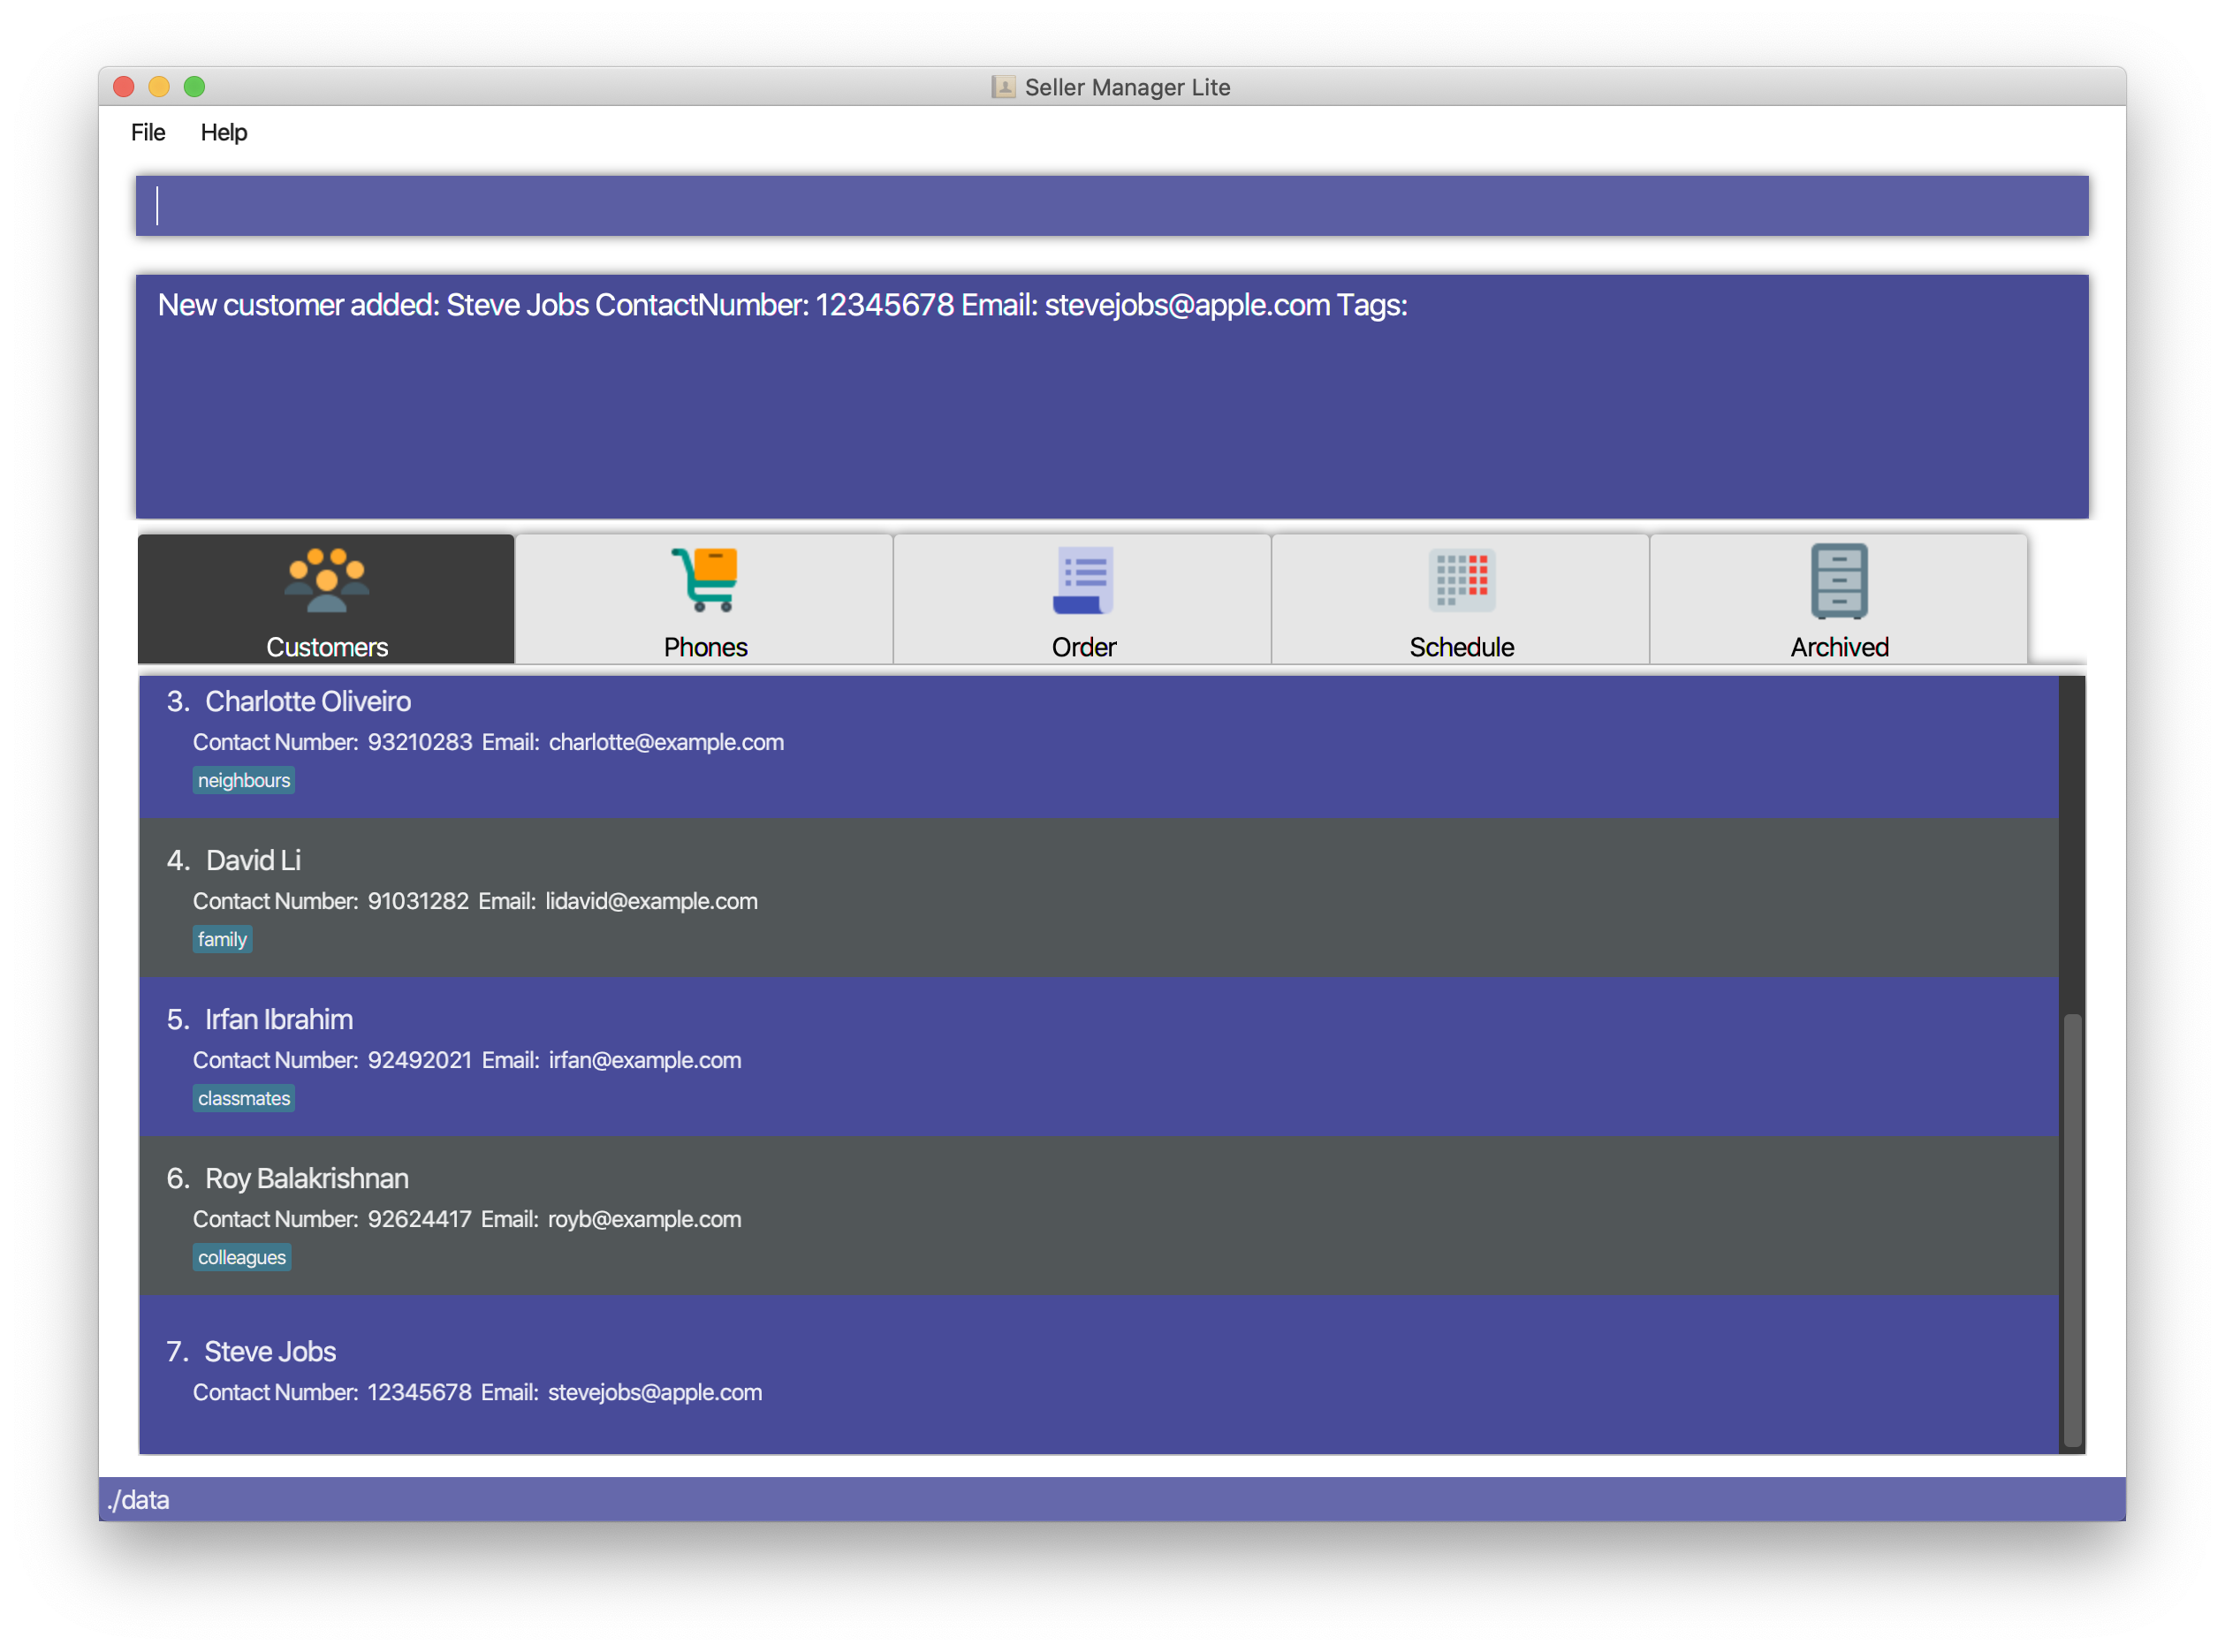 Seller Manager Lite
File Help
New customer added: Steve Jobs ContactNumber: 12345678 Email: stevejobs@apple.com Tags:
Customers Phones Order Schedule Archived
3. Charlotte Oliveiro
Contact Number: 93210283 Email: charlotte@example.com
neighbours
4. David Li
Contact Number: 91031282 Email: lidavid@example.com
family
5. Irfan Ibrahim
Contact Number: 92492021 Email: irfan@example.com
classmates
6. Roy Balakrishnan
Contact Number: 92624417 Email: royb@example.com
colleagues
7. Steve Jobs
Contact Number: 12345678 Email: stevejobs@apple.com
./data